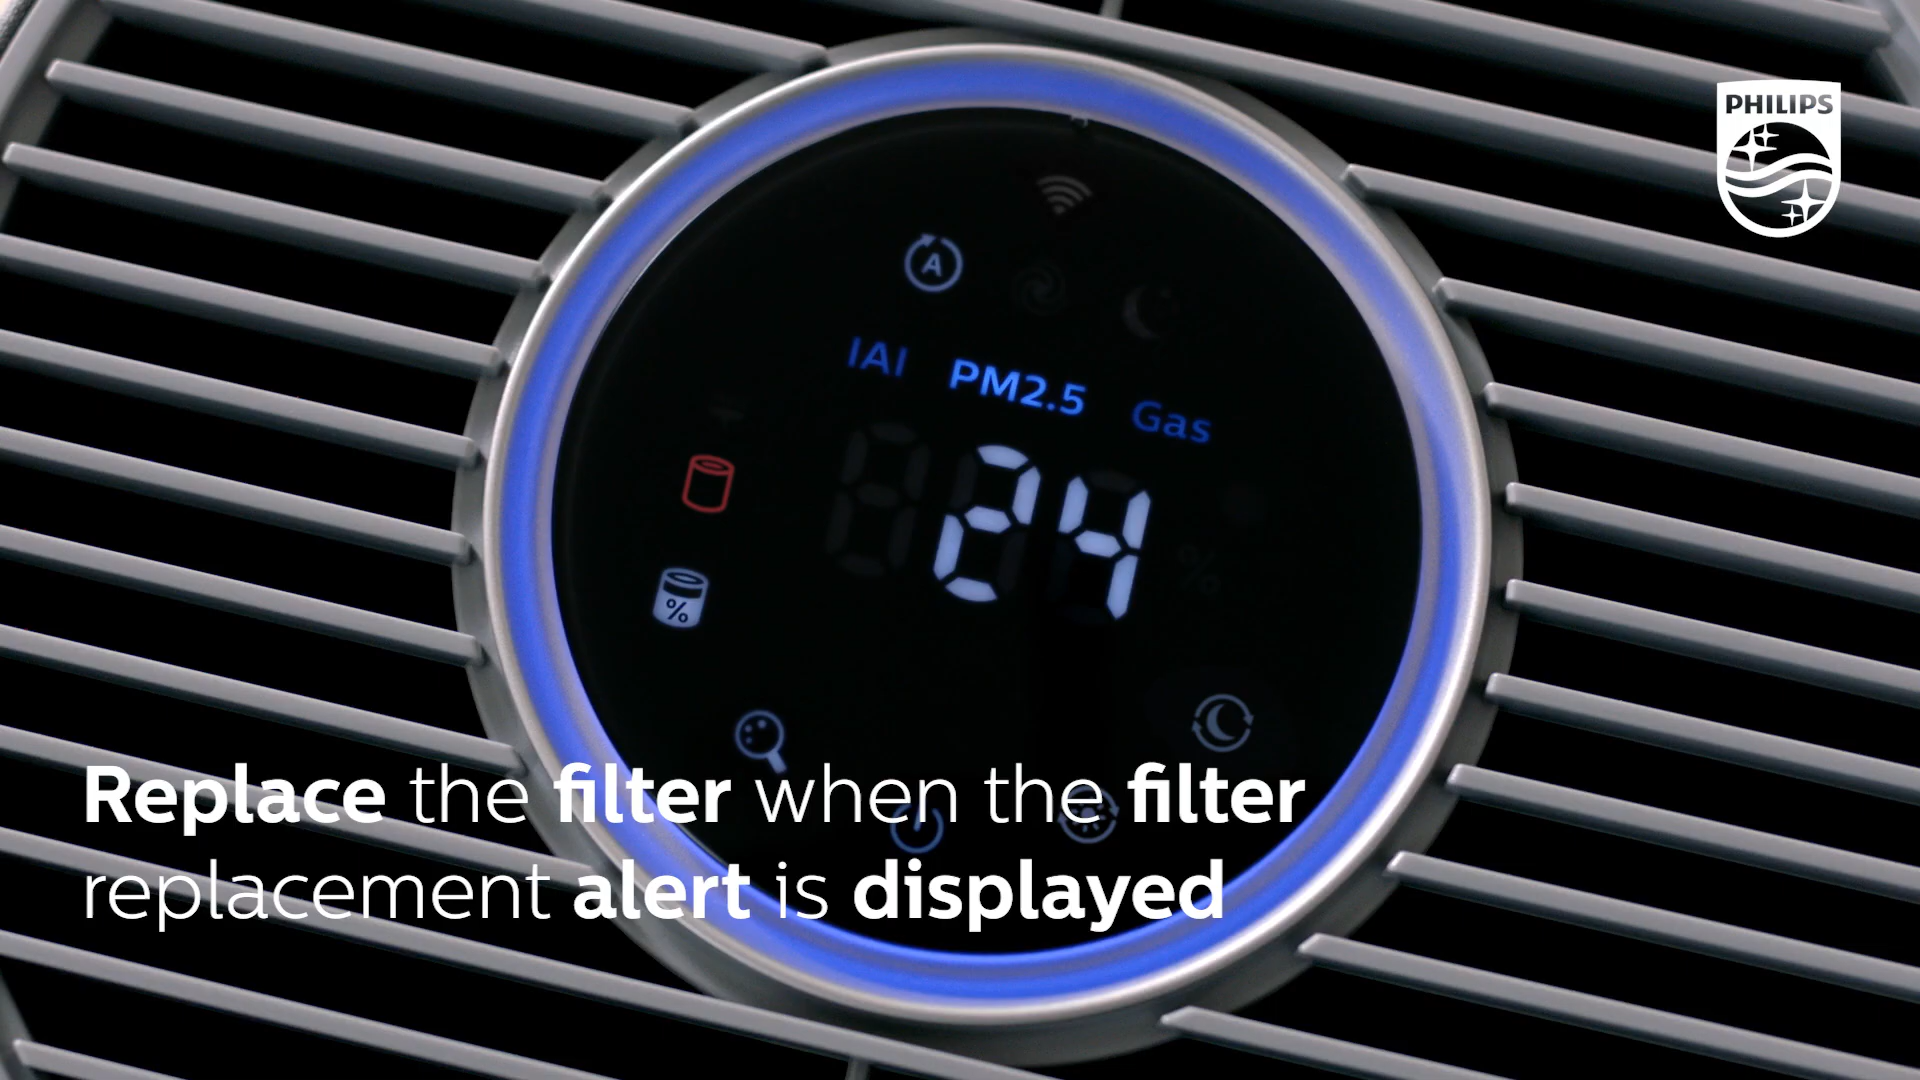 PHILIPS
A
IAI PM2.5 Gas
24
%
%
Replace the filter when the filter
replacement alert is displayed